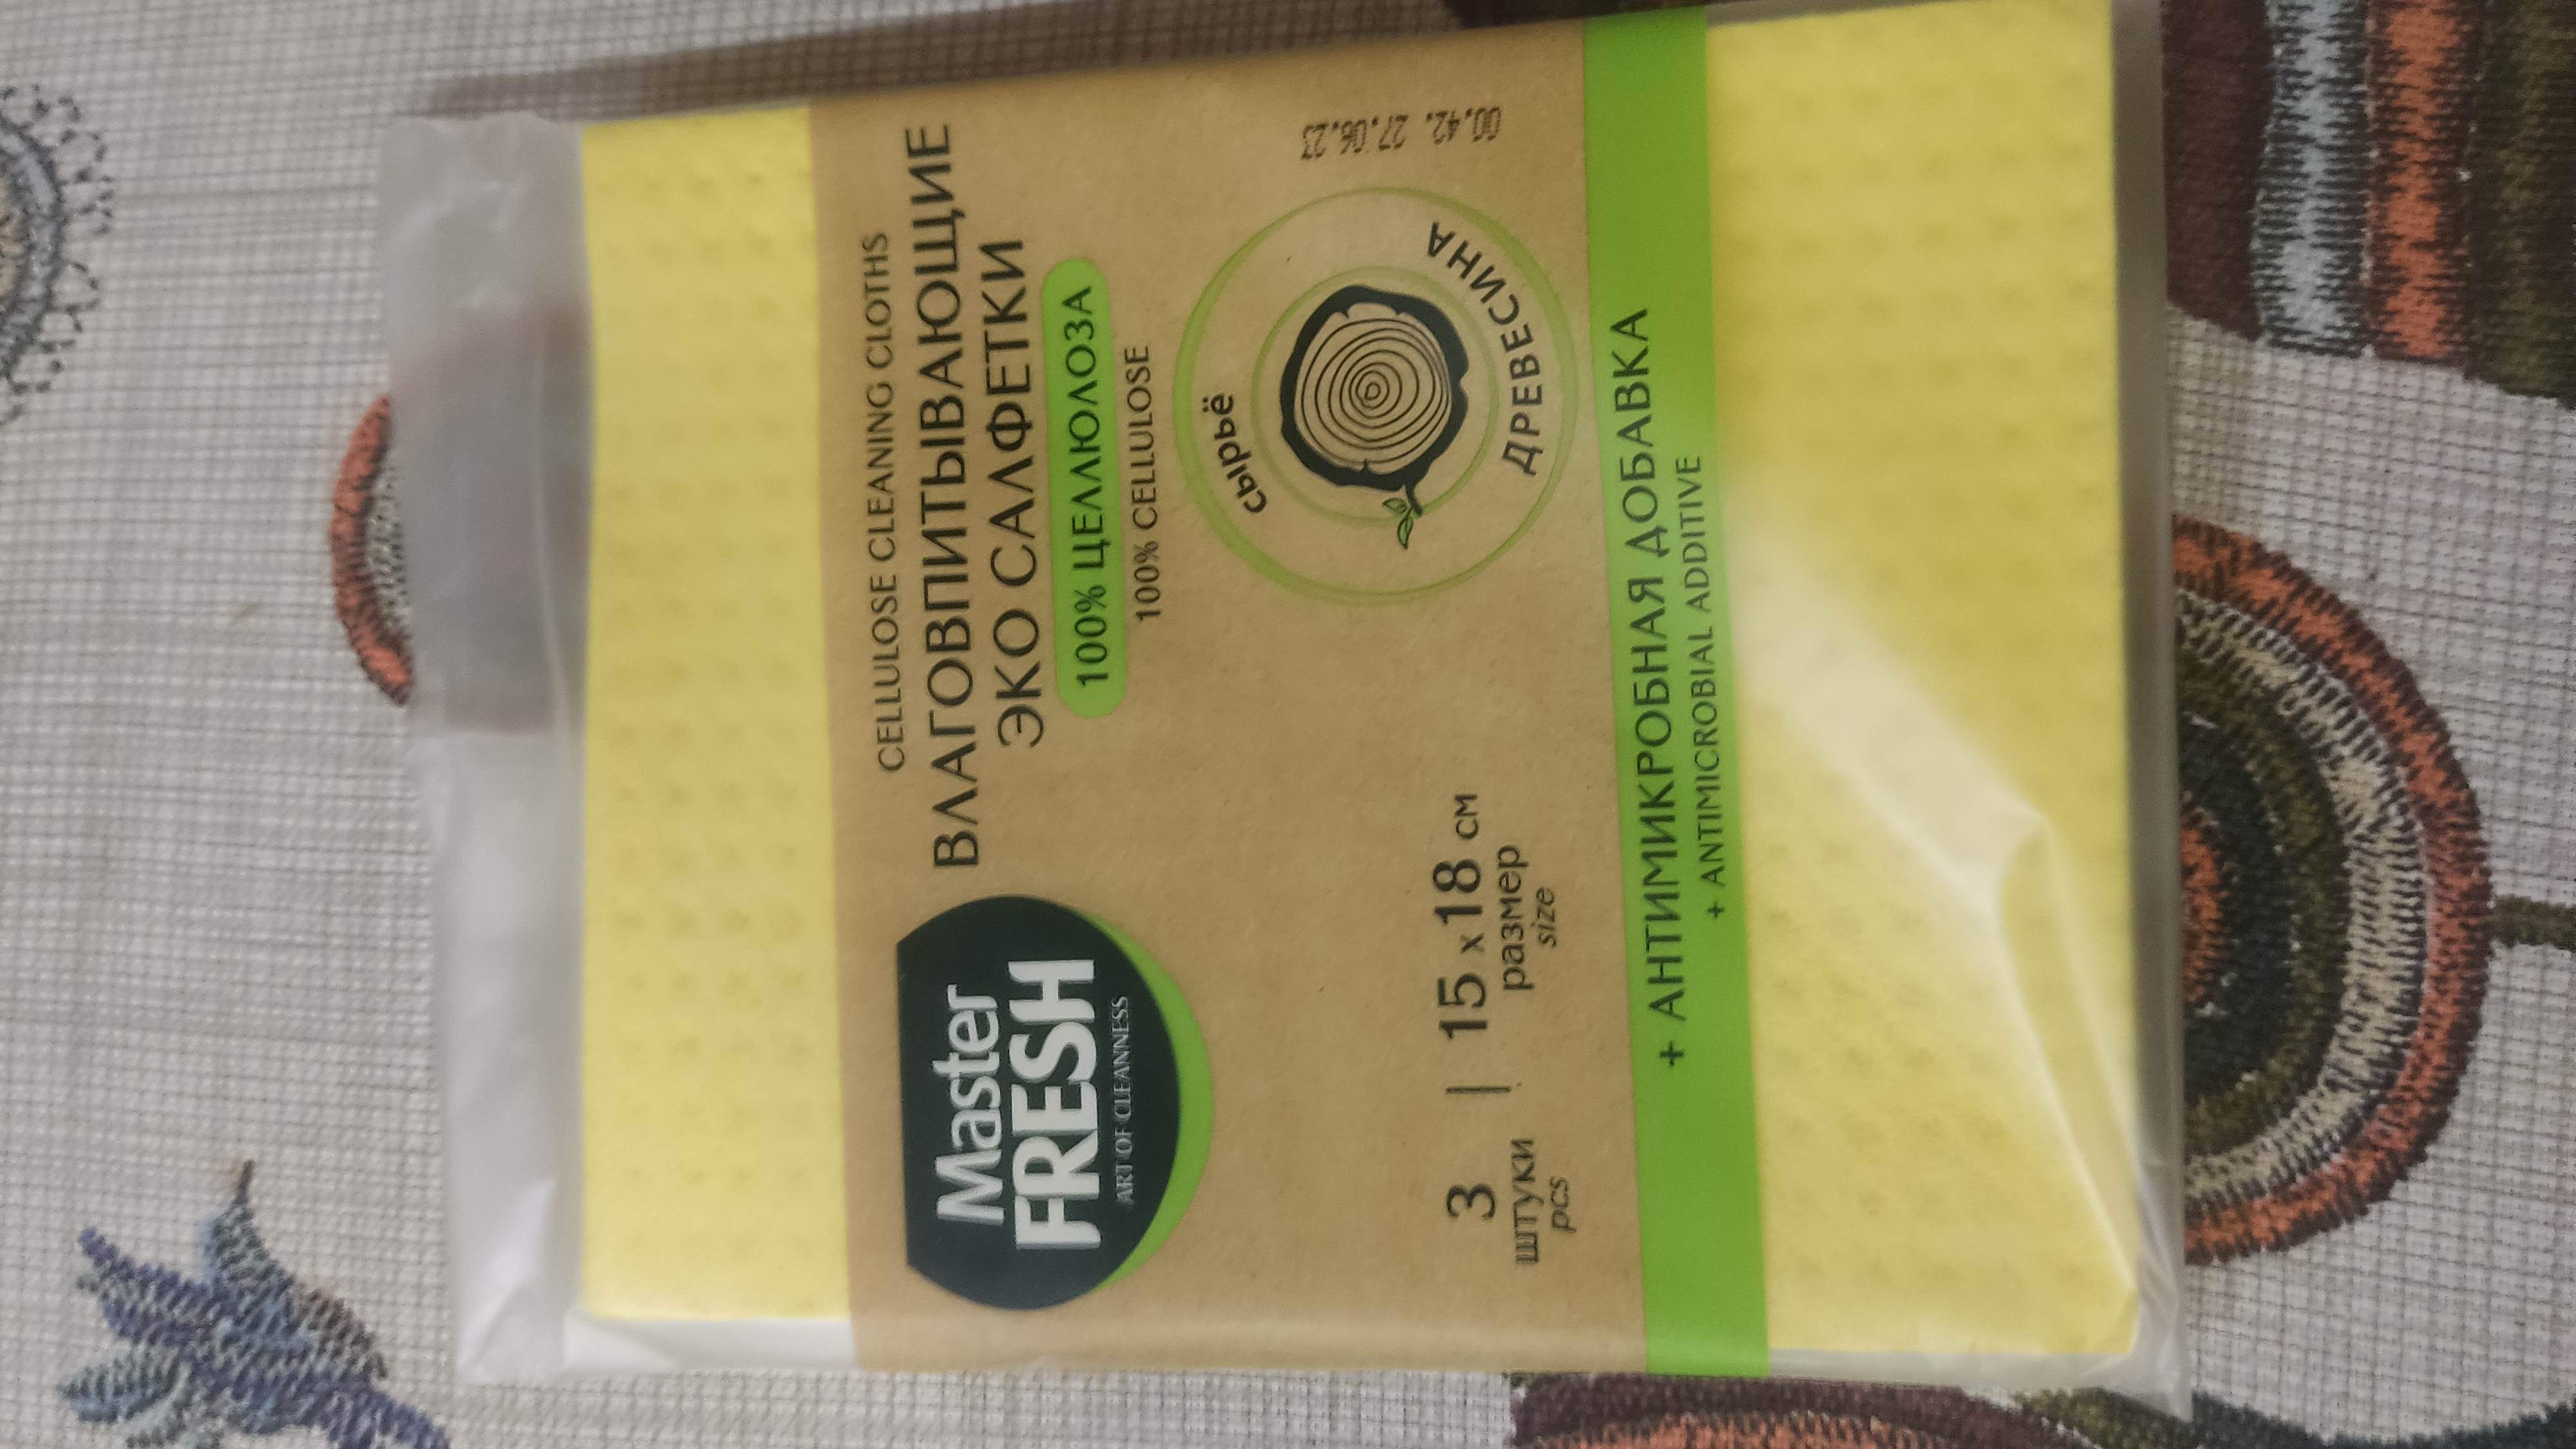 Master
FRESH
ART OF CLEANNESS
CELLULOSE CLEANING CLOTHS
ВЛАГОВПИТЫВАЮЩИЕ
ЭКО САЛФЕТКИ
100% ЦЕЛЛЮЛОЗА
100% CELLULOSE
сырьё
ДРЕВЕСИНА
00.42. 27.06.23
3
штуки
pcs
15 x 18 см
размер
size
+ АНТИМИКРОБНАЯ ДОБАВКА
+ ANTIMICROBIAL ADDITIVE